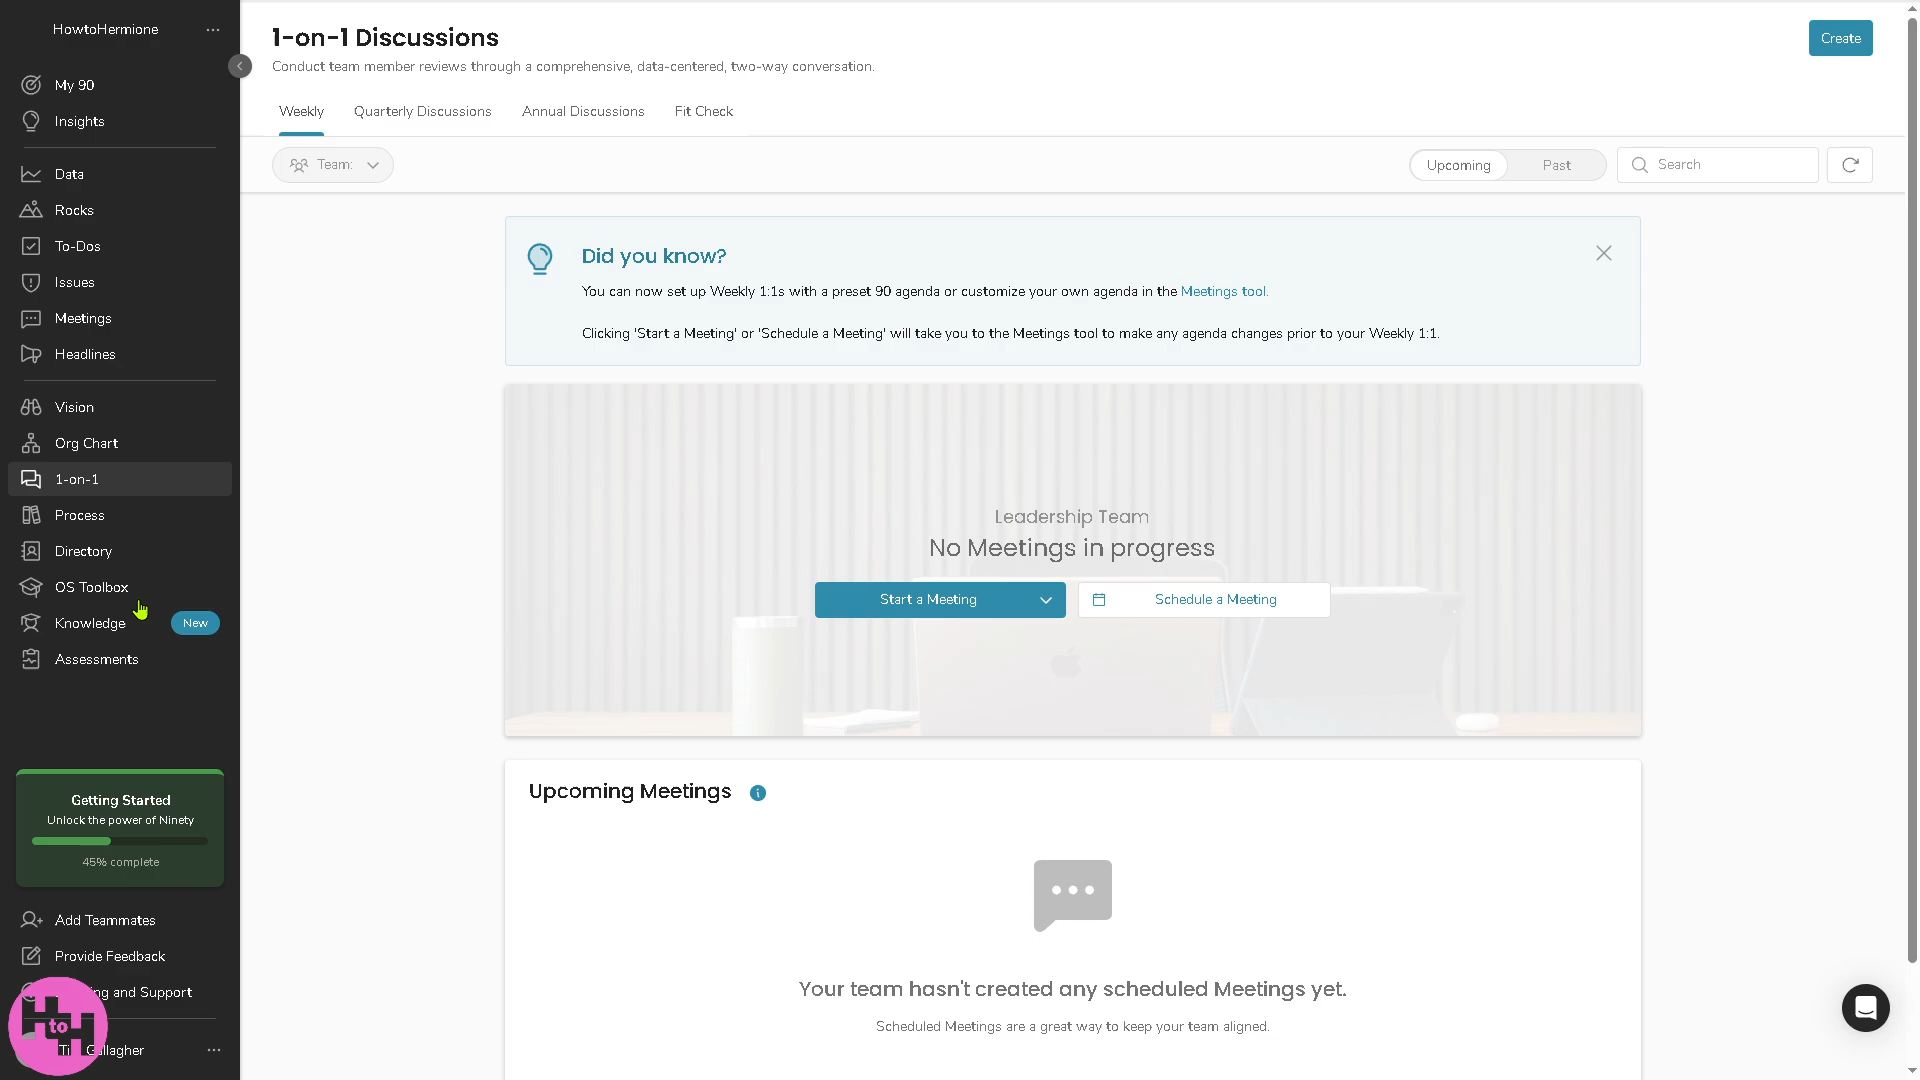 HowtoHermione
My 90
Insights
Data
Rocks
To-Dos
Issues
Meetings
Headlines
Vision
Org Chart
1-on-1
Process
Directory
OS Toolbox
Knowledge New
Assessments
Getting Started
Unlock the power of Ninety
45% complete
Add Teammates
Provide Feedback
and Support
H to H
Gallagher
1-on-1 Discussions
Create
Conduct team member reviews through a comprehensive, data-centered, two-way conversation.
Weekly Quarterly Discussions Annual Discussions Fit Check
Team: Upcoming Past Search
Did you know?
You can now set up Weekly 1:1s with a preset 90 agenda or customize your own agenda in the Meetings tool.
Clicking 'Start a Meeting' or 'Schedule a Meeting' will take you to the Meetings tool to make any agenda changes prior to your Weekly 1:1.
Leadership Team
No Meetings in progress
Start a Meeting Schedule a Meeting
Upcoming Meetings
Your team hasn't created any scheduled Meetings yet.
Scheduled Meetings are a great way to keep your team aligned.